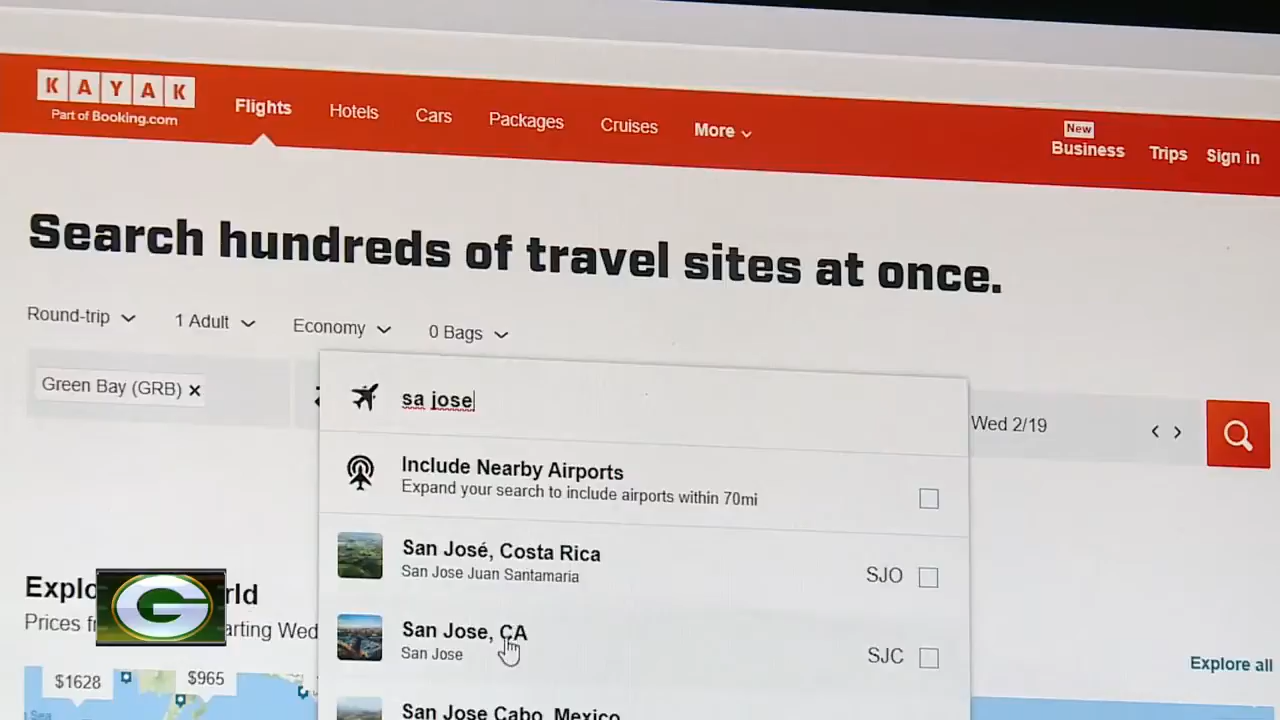 KAYAK
Part of Booking.com
Flights
Hotels
Cars
Packages
Cruises
More
New
Business
Trips
Sign in
Search hundreds of travel sites at once.
Round-trip
1 Adult
Economy
0 Bags
Green Bay (GRB)
sa jose
Wed 2/19
Include Nearby Airports
Expand your search to include airports within 70mi
San José, Costa Rica
San Jose Juan Santamaria
SJO
San Jose, CA
San Jose
SJC
San Jose Cabo, Mexico
Explo
rld
Prices
arting Wed
G
Explore all
$1628
$965
Sea